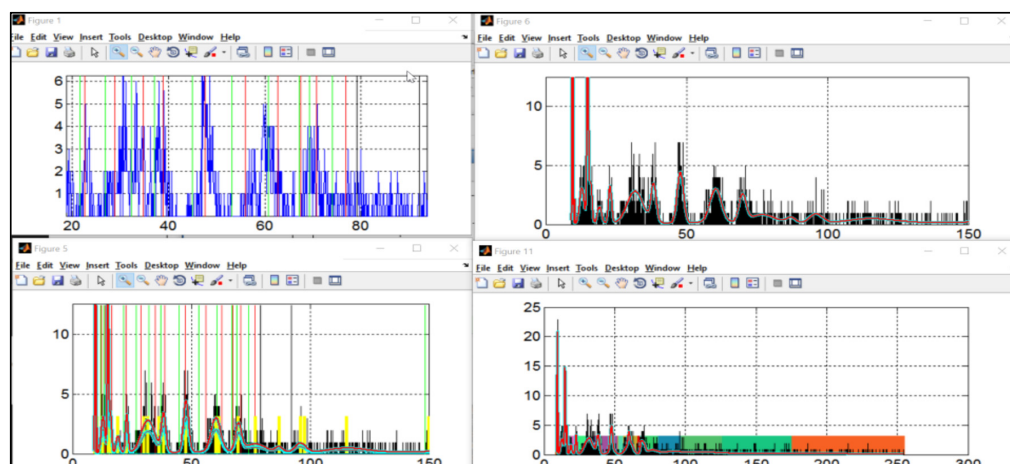 Figure 1
File Edit View Insert Tools Desktop Window Help
6
5
4
3
2
1
20 40 60 80
Figure 6
File Edit View Insert Tools Desktop Window Help
10
5
0
0 50 100 150
Figure 5
File Edit View Insert Tools Desktop Window Help
10
5
0
0 50 100 150
Figure 11
File Edit View Insert Tools Desktop Window Help
25
20
15
10
5
0
0 50 100 150 200 250 300